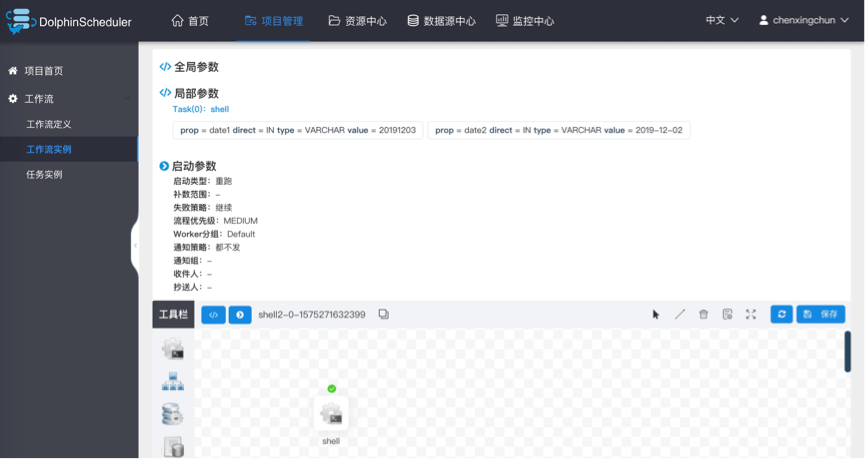 DolphinScheduler 首页 项目管理 资源中心 数据源中心 监控中心 中文 chenxingchun
项目首页
工作流
工作流定义
工作流实例
任务实例
全局参数
局部参数
Task(0): shell
prop = date1 direct = IN type = VARCHAR value = 20191203 prop = date2 direct = IN type = VARCHAR value = 2019-12-02
启动参数
启动类型：重跑
补数范围：-
失败策略：继续
流程优先级：MEDIUM
Worker分组：Default
通知策略：都不发
通知组：-
收件人：-
抄送人：-
工具栏 shell2-0-1575271632399 保存
shell